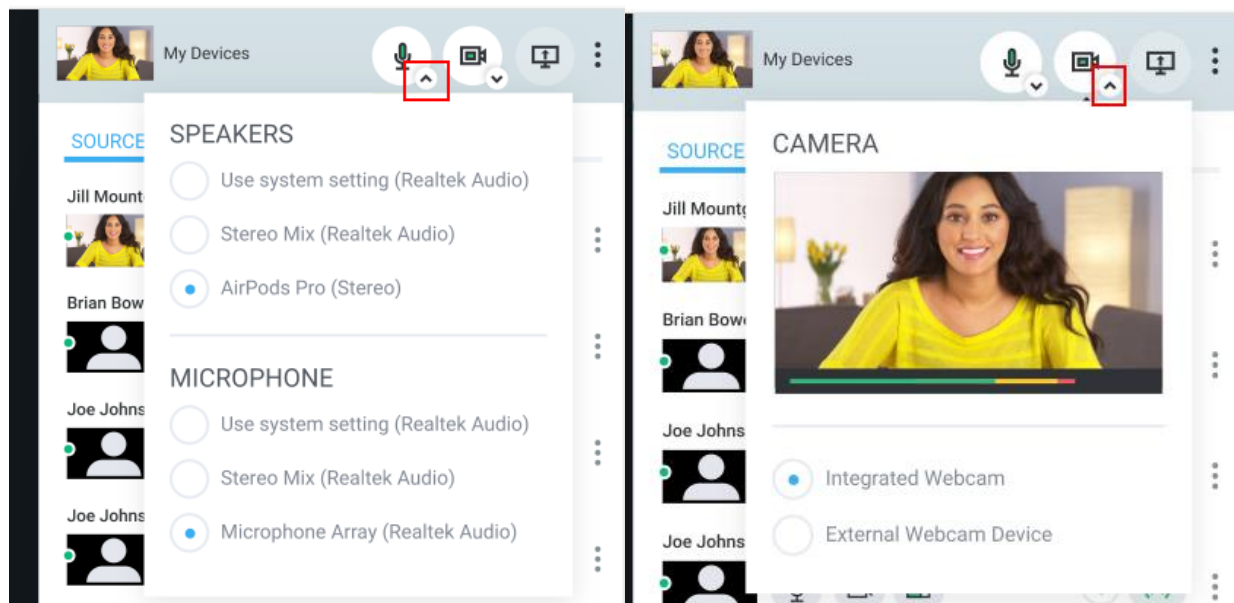 My Devices
SPEAKERS
SOURCE
Use system setting (Realtek Audio)
Jill Mount
Stereo Mix (Realtek Audio)
AirPods Pro (Stereo)
Brian Bow
MICROPHONE
Joe Johns
Use system setting (Realtek Audio)
Stereo Mix (Realtek Audio)
Joe Johns
Microphone Array (Realtek Audio)
My Devices
CAMERA
SOURCE
Jill Mountg
Brian Bowe
Joe Johns
Integrated Webcam
External Webcam Device
Joe Johns